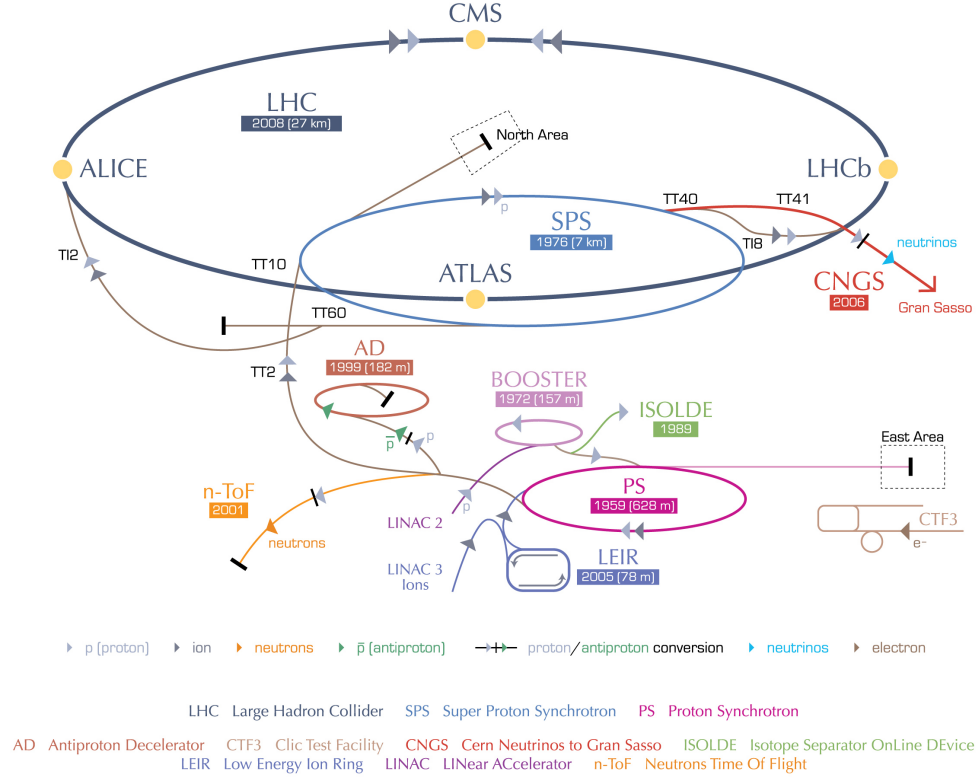 CMS
LHC
2008 (27 km)
North Area
ALICE
LHCb
TT40
TT41
SPS
1976 (7 km)
p
TI8
neutrinos
TI2
TT10
ATLAS
CNGS
2006
Gran Sasso
TT60
AD
1999 (182 m)
TT2
BOOSTER
1972 (157 m)
ISOLDE
1989
p̅
p
East Area
n-ToF
2001
p
LINAC 2
PS
1959 (628 m)
neutrons
CTF3
e-
LINAC 3
Ions
LEIR
2005 (78 m)
p (proton) ion neutrons p̅ (antiproton) proton/antiproton conversion neutrinos electron
LHC Large Hadron Collider SPS Super Proton Synchrotron PS Proton Synchrotron
AD Antiproton Decelerator CTF3 Clic Test Facility CNGS Cern Neutrinos to Gran Sasso ISOLDE Isotope Separator OnLine DEvice
LEIR Low Energy Ion Ring LINAC LINear ACcelerator n-ToF Neutrons Time Of Flight